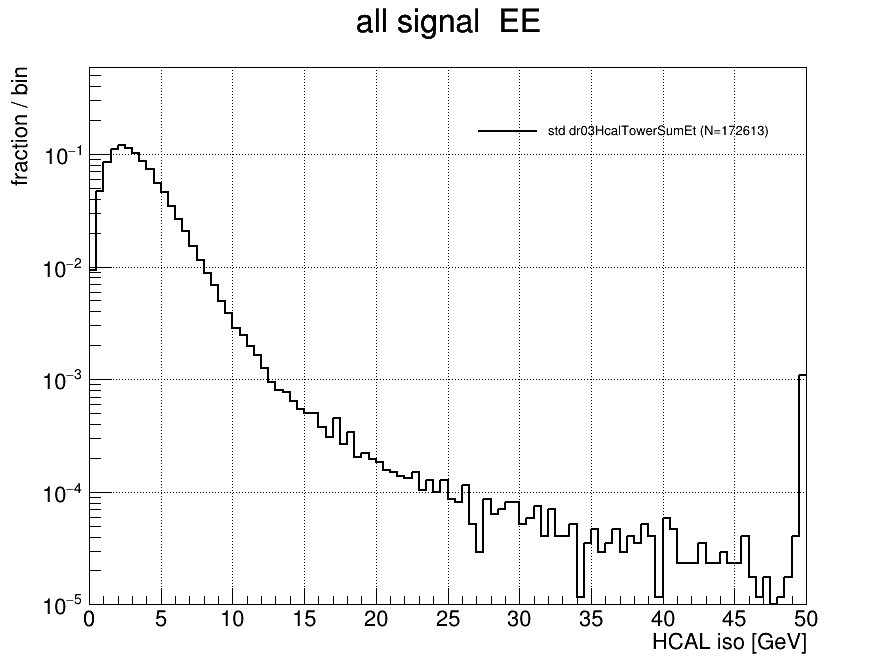 all signal  EE
fraction / bin
std dr03HcalTowerSumEt (N=172613)
10⁻¹
10⁻²
10⁻³
10⁻⁴
10⁻⁵
0 5 10 15 20 25 30 35 40 45 50
HCAL iso [GeV]